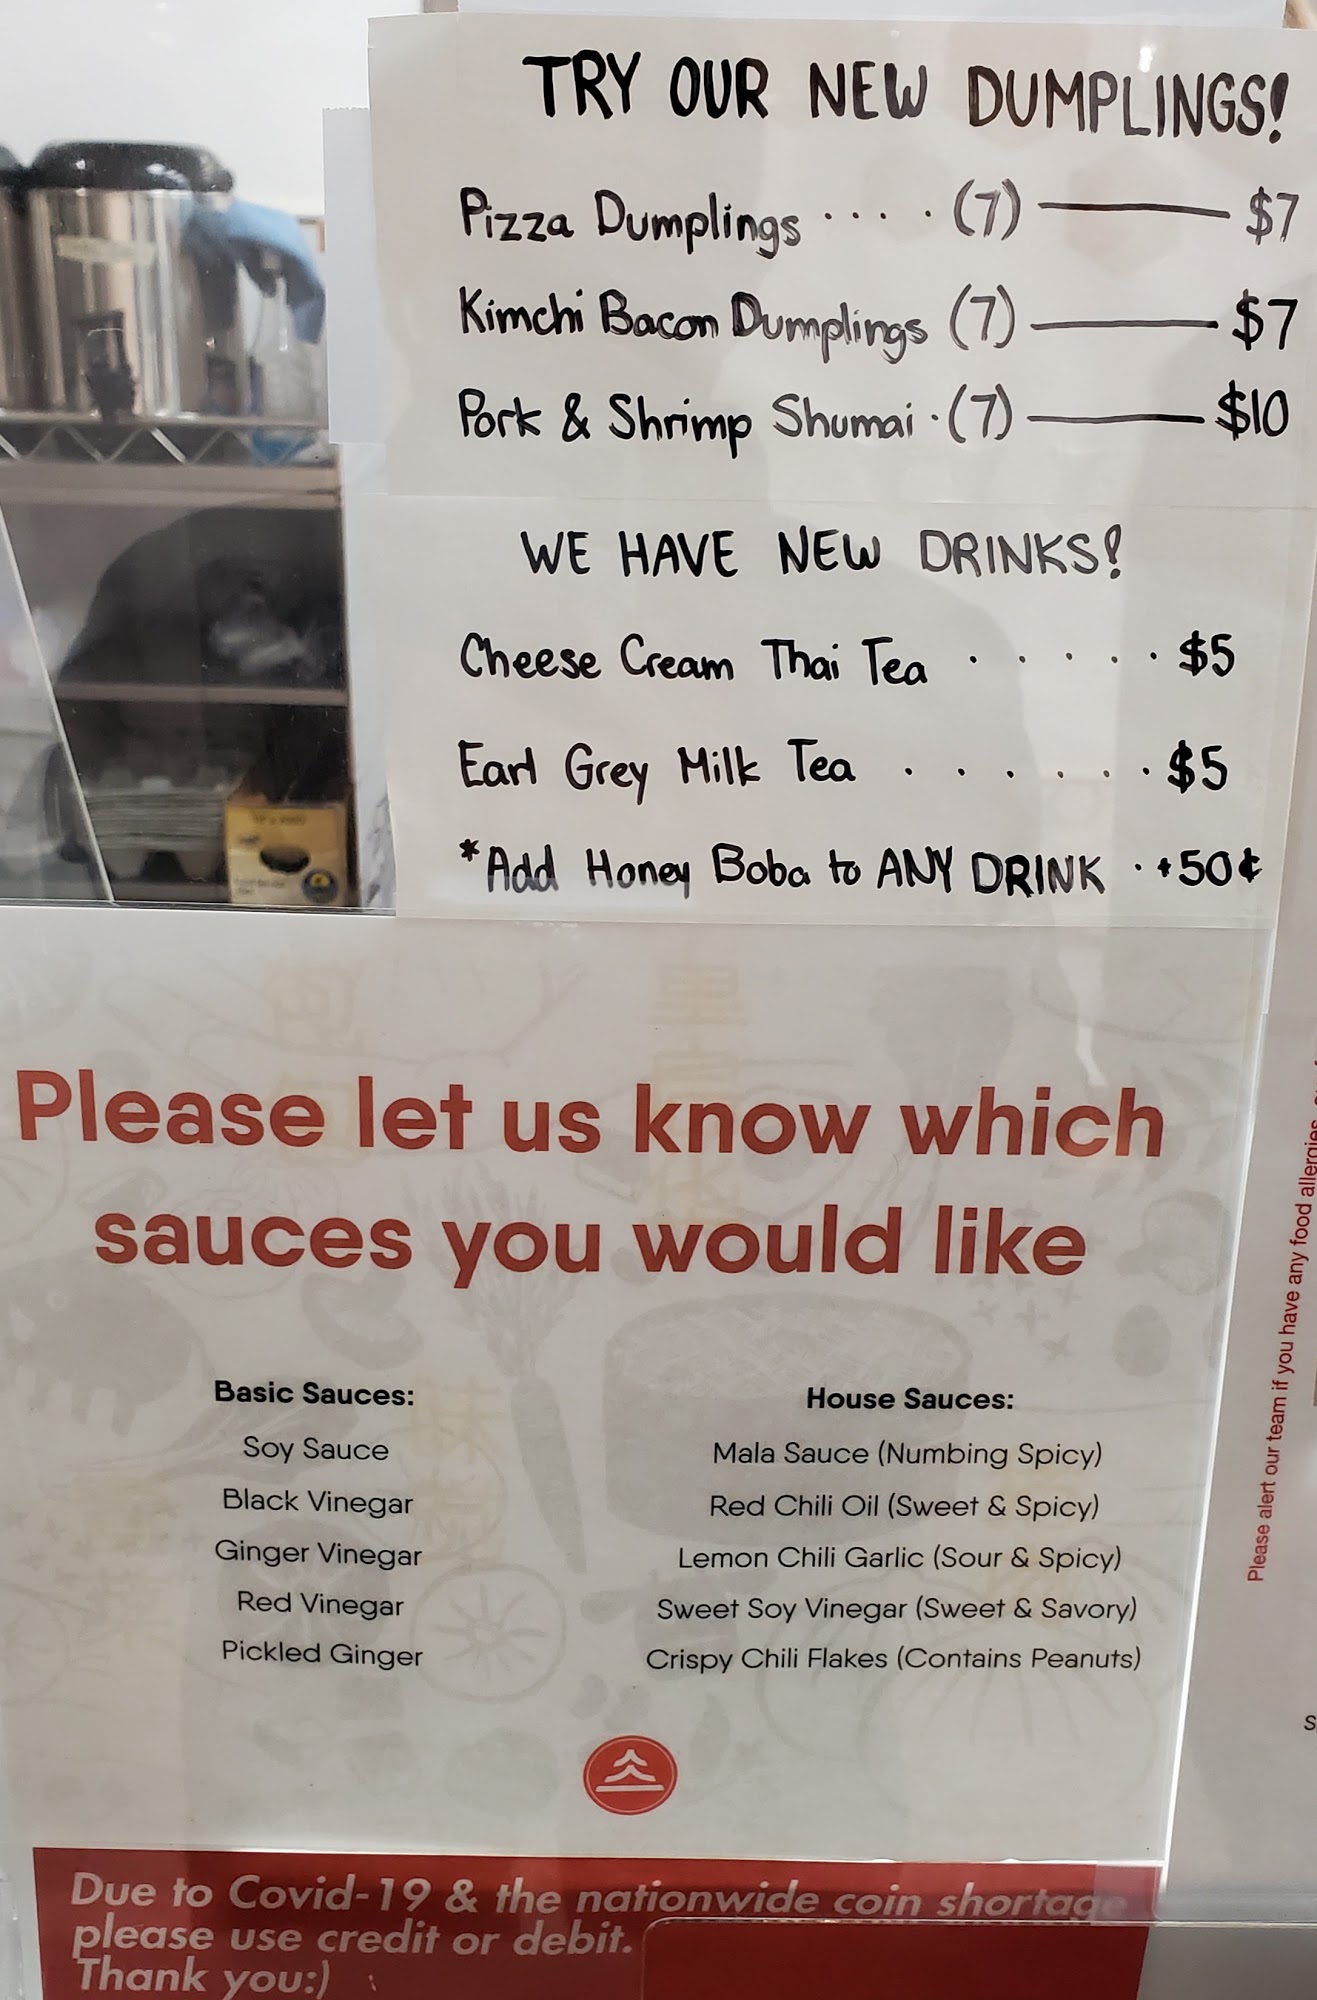 TRY OUR NEW DUMPLINGS!
Pizza Dumplings .... (7) — $7
Kimchi Bacon Dumplings (7) — $7
Pork & Shrimp Shumai . (7) — $10
WE HAVE NEW DRINKS!
Cheese Cream Thai Tea ..... $5
Earl Grey Milk Tea ...... $5
*Add Honey Boba to ANY DRINK . +50¢
Please let us know which
sauces you would like
Basic Sauces:
Soy Sauce
Black Vinegar
Ginger Vinegar
Red Vinegar
Pickled Ginger
House Sauces:
Mala Sauce (Numbing Spicy)
Red Chili Oil (Sweet & Spicy)
Lemon Chili Garlic (Sour & Spicy)
Sweet Soy Vinegar (Sweet & Savory)
Crispy Chili Flakes (Contains Peanuts)
Due to Covid-19 & the nationwide coin shortage
please use credit or debit.
Thank you:)
Please alert our team if you have any food allergies